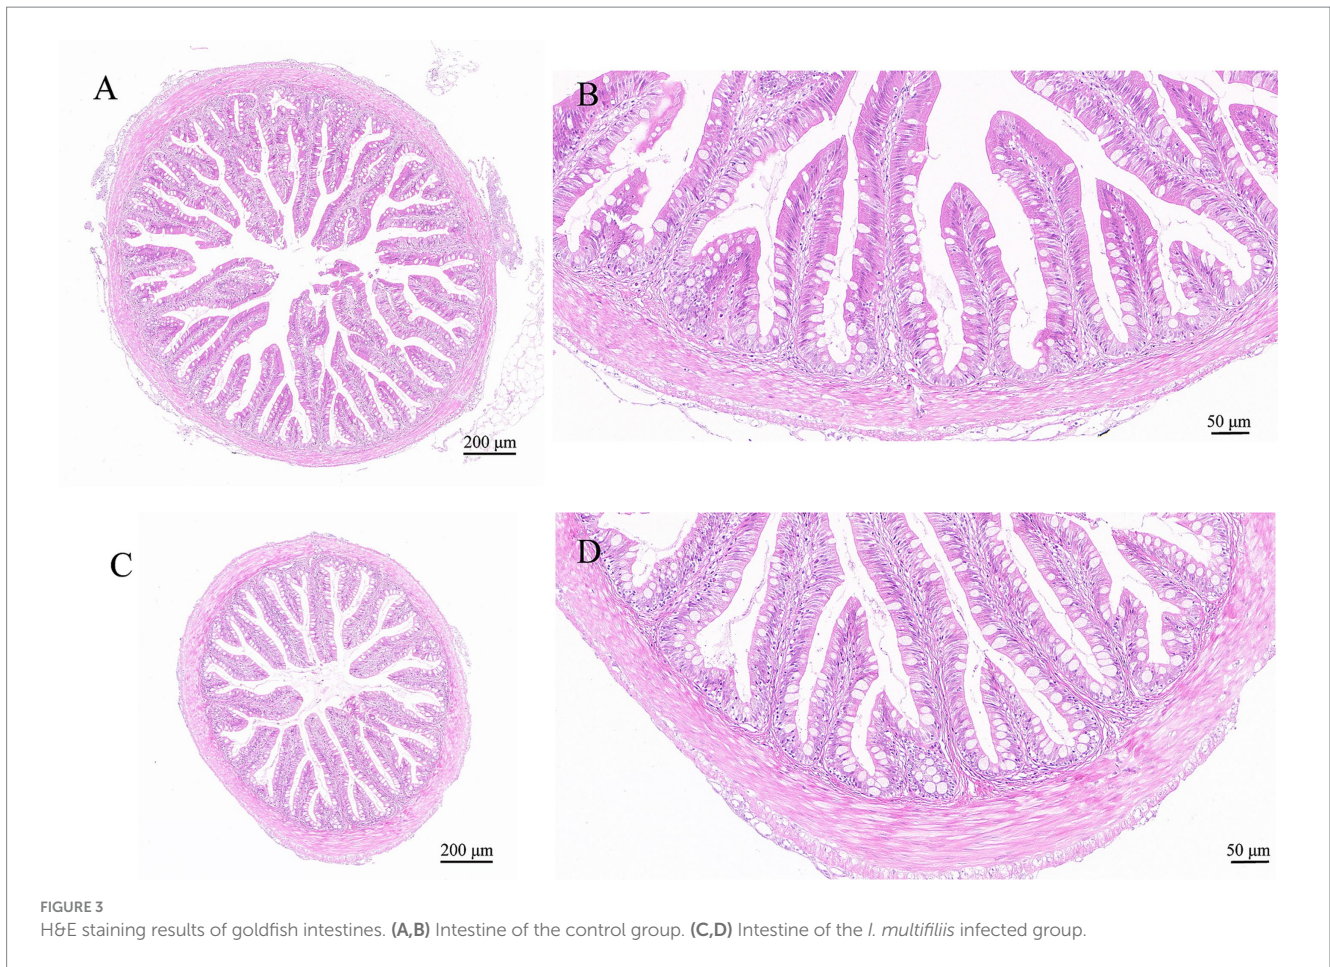 A
B
200 µm
50 µm
C
D
200 µm
50 µm
FIGURE 3
H&E staining results of goldfish intestines. (A,B) Intestine of the control group. (C,D) Intestine of the I. multifiliis infected group.